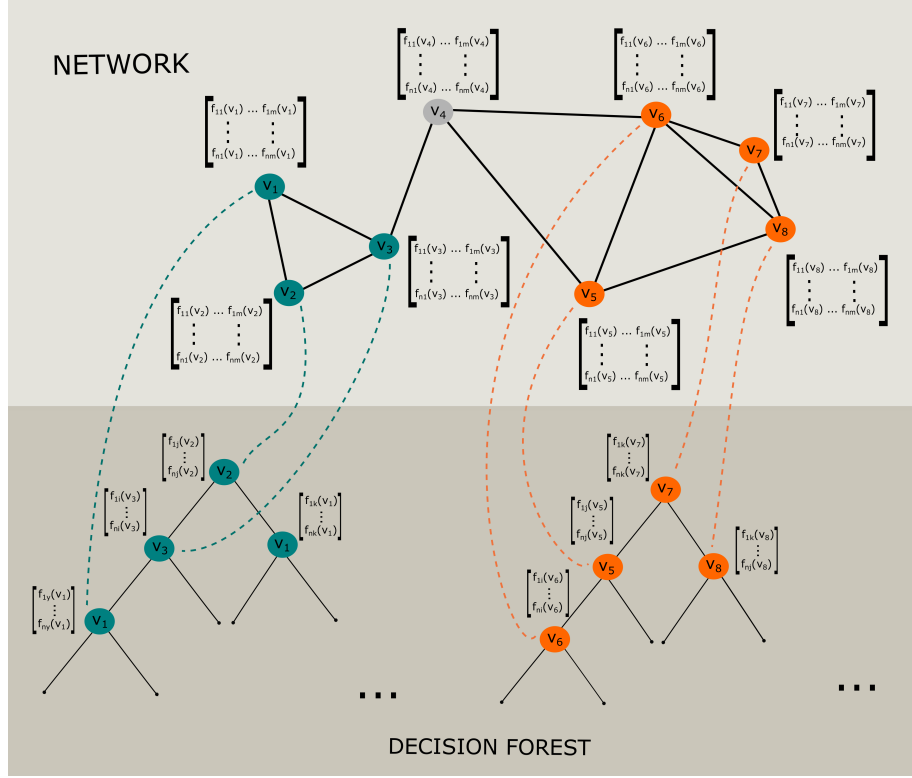 NETWORK
f11(v4) ... f1m(v4)
⋮ ⋮
fn1(v4) ... fnm(v4)
v4
f11(v6) ... f1m(v6)
⋮ ⋮
fn1(v6) ... fnm(v6)
v6
f11(v1) ... f1m(v1)
⋮ ⋮
fn1(v1) ... fnm(v1)
v1
f11(v7) ... f1m(v7)
⋮ ⋮
fn1(v7) ... fnm(v7)
v7
v3
f11(v3) ... f1m(v3)
⋮ ⋮
fn1(v3) ... fnm(v3)
v8
f11(v8) ... f1m(v8)
⋮ ⋮
fn1(v8) ... fnm(v8)
v2
f11(v2) ... f1m(v2)
⋮ ⋮
fn1(v2) ... fnm(v2)
v5
f11(v5) ... f1m(v5)
⋮ ⋮
fn1(v5) ... fnm(v5)
f1j(v2)
⋮
fnj(v2)
v2
f1i(v3)
⋮
fni(v3)
v3
f1k(v1)
⋮
fnk(v1)
v1
f1y(v1)
⋮
fny(v1)
v1
...
f1k(v7)
⋮
fnk(v7)
v7
f1j(v5)
⋮
fnj(v5)
v5
f1k(v8)
⋮
fnj(v8)
v8
f1i(v6)
⋮
fni(v6)
v6
...
DECISION FOREST